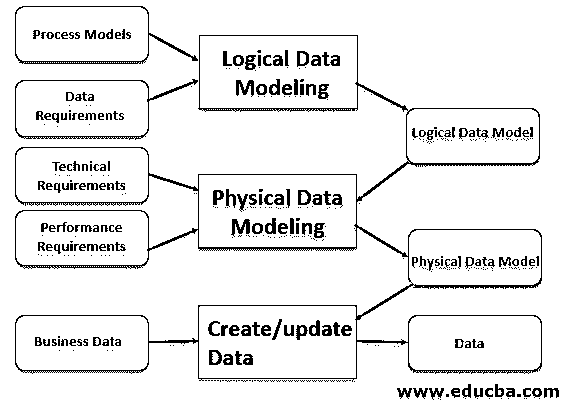 Process Models
Logical Data
Modeling
Data
Requirements
Logical Data Model
Technical
Requirements
Physical Data
Modeling
Performance
Requirements
Physical Data Model
Business Data
Create/update
Data
Data
www.educba.com